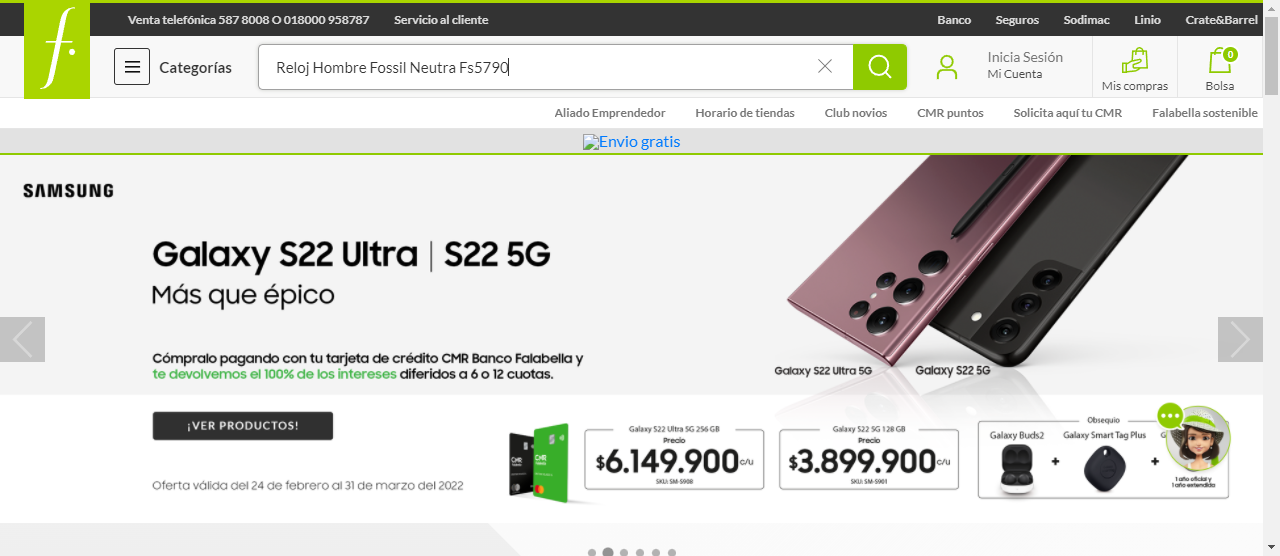 Venta telefónica 587 8008 O 018000 958787
Servicio al cliente
Banco
Seguros
Sodimac
Linio
Crate&Barrel
f.
Categorías
Reloj Hombre Fossil Neutra Fs5790
Inicia Sesión
Mi Cuenta
Mis compras
0
Bolsa
Aliado Emprendedor
Horario de tiendas
Club novios
CMR puntos
Solicita aquí tu CMR
Falabella sostenible
Envio gratis
SAMSUNG
Galaxy S22 Ultra | S22 5G
Más que épico
Cómpralo pagando con tu tarjeta de crédito CMR Banco Falabella y
te devolvemos el 100% de los intereses diferidos a 6 o 12 cuotas.
Galaxy S22 Ultra 5G
Galaxy S22 5G
¡VER PRODUCTOS!
Oferta válida del 24 de febrero al 31 de marzo del 2022
CMR
CMR
Galaxy S22 Ultra 5G 256 GB
Precio
$6.149.900 c/u
SKU: SM-S908
Galaxy S22 5G 128 GB
Precio
$3.899.900 c/u
SKU: SM-S901
Obsequio
Galaxy Buds2
+
Galaxy Smart Tag Plus
+
1 año oficial y
1 año extendida